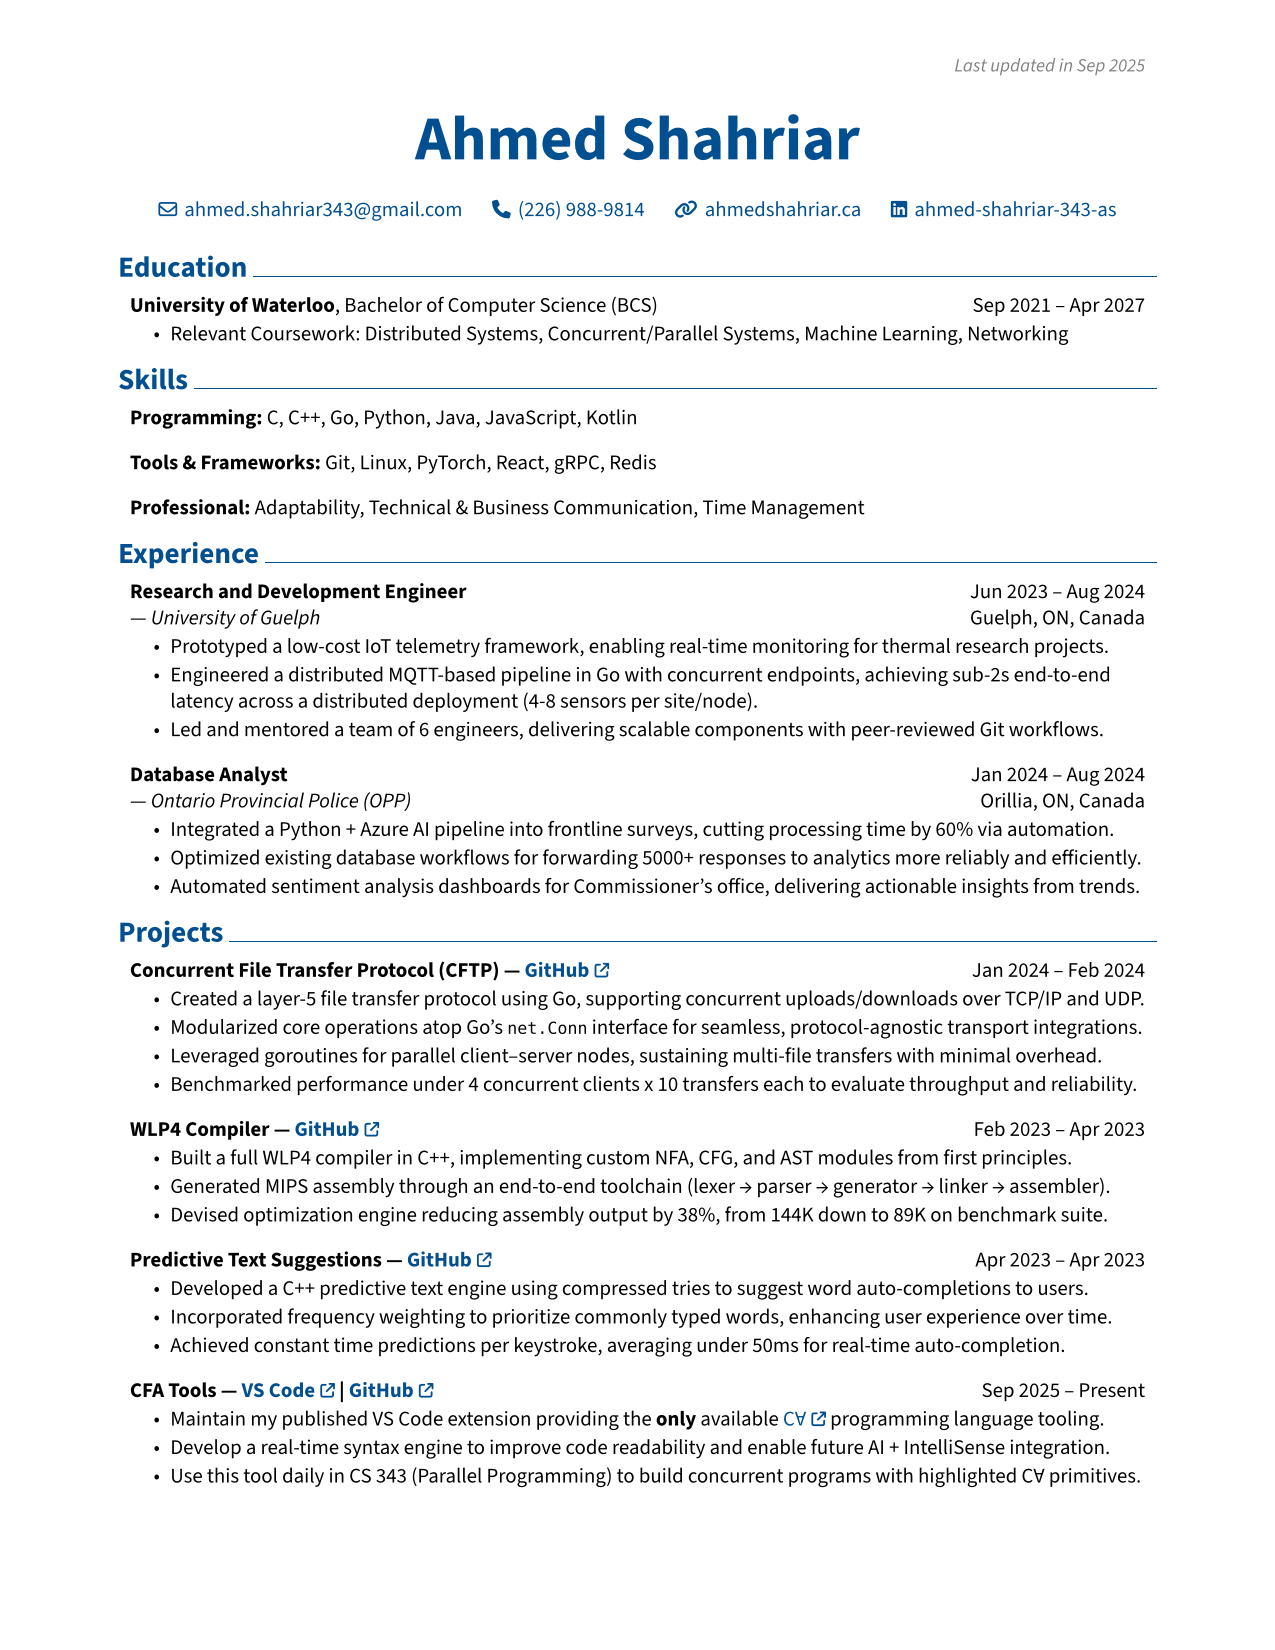 Last updated in Sep 2025
Ahmed Shahriar
ahmed.shahriar343@gmail.com (226) 988-9814 ahmedshahriar.ca ahmed-shahriar-343-as
Education
University of Waterloo, Bachelor of Computer Science (BCS) Sep 2021 – Apr 2027
• Relevant Coursework: Distributed Systems, Concurrent/Parallel Systems, Machine Learning, Networking
Skills
Programming: C, C++, Go, Python, Java, JavaScript, Kotlin
Tools & Frameworks: Git, Linux, PyTorch, React, gRPC, Redis
Professional: Adaptability, Technical & Business Communication, Time Management
Experience
Research and Development Engineer Jun 2023 – Aug 2024
— University of Guelph Guelph, ON, Canada
• Prototyped a low-cost IoT telemetry framework, enabling real-time monitoring for thermal research projects.
• Engineered a distributed MQTT-based pipeline in Go with concurrent endpoints, achieving sub-2s end-to-end
latency across a distributed deployment (4-8 sensors per site/node).
• Led and mentored a team of 6 engineers, delivering scalable components with peer-reviewed Git workflows.
Database Analyst Jan 2024 – Aug 2024
— Ontario Provincial Police (OPP) Orillia, ON, Canada
• Integrated a Python + Azure AI pipeline into frontline surveys, cutting processing time by 60% via automation.
• Optimized existing database workflows for forwarding 5000+ responses to analytics more reliably and efficiently.
• Automated sentiment analysis dashboards for Commissioner’s office, delivering actionable insights from trends.
Projects
Concurrent File Transfer Protocol (CFTP) — GitHub Jan 2024 – Feb 2024
• Created a layer-5 file transfer protocol using Go, supporting concurrent uploads/downloads over TCP/IP and UDP.
• Modularized core operations atop Go’s net.Conn interface for seamless, protocol-agnostic transport integrations.
• Leveraged goroutines for parallel client–server nodes, sustaining multi-file transfers with minimal overhead.
• Benchmarked performance under 4 concurrent clients x 10 transfers each to evaluate throughput and reliability.
WLP4 Compiler — GitHub Feb 2023 – Apr 2023
• Built a full WLP4 compiler in C++, implementing custom NFA, CFG, and AST modules from first principles.
• Generated MIPS assembly through an end-to-end toolchain (lexer → parser → generator → linker → assembler).
• Devised optimization engine reducing assembly output by 38%, from 144K down to 89K on benchmark suite.
Predictive Text Suggestions — GitHub Apr 2023 – Apr 2023
• Developed a C++ predictive text engine using compressed tries to suggest word auto-completions to users.
• Incorporated frequency weighting to prioritize commonly typed words, enhancing user experience over time.
• Achieved constant time predictions per keystroke, averaging under 50ms for real-time auto-completion.
CFA Tools — VS Code | GitHub Sep 2025 – Present
• Maintain my published VS Code extension providing the only available C∀ programming language tooling.
• Develop a real-time syntax engine to improve code readability and enable future AI + IntelliSense integration.
• Use this tool daily in CS 343 (Parallel Programming) to build concurrent programs with highlighted C∀ primitives.